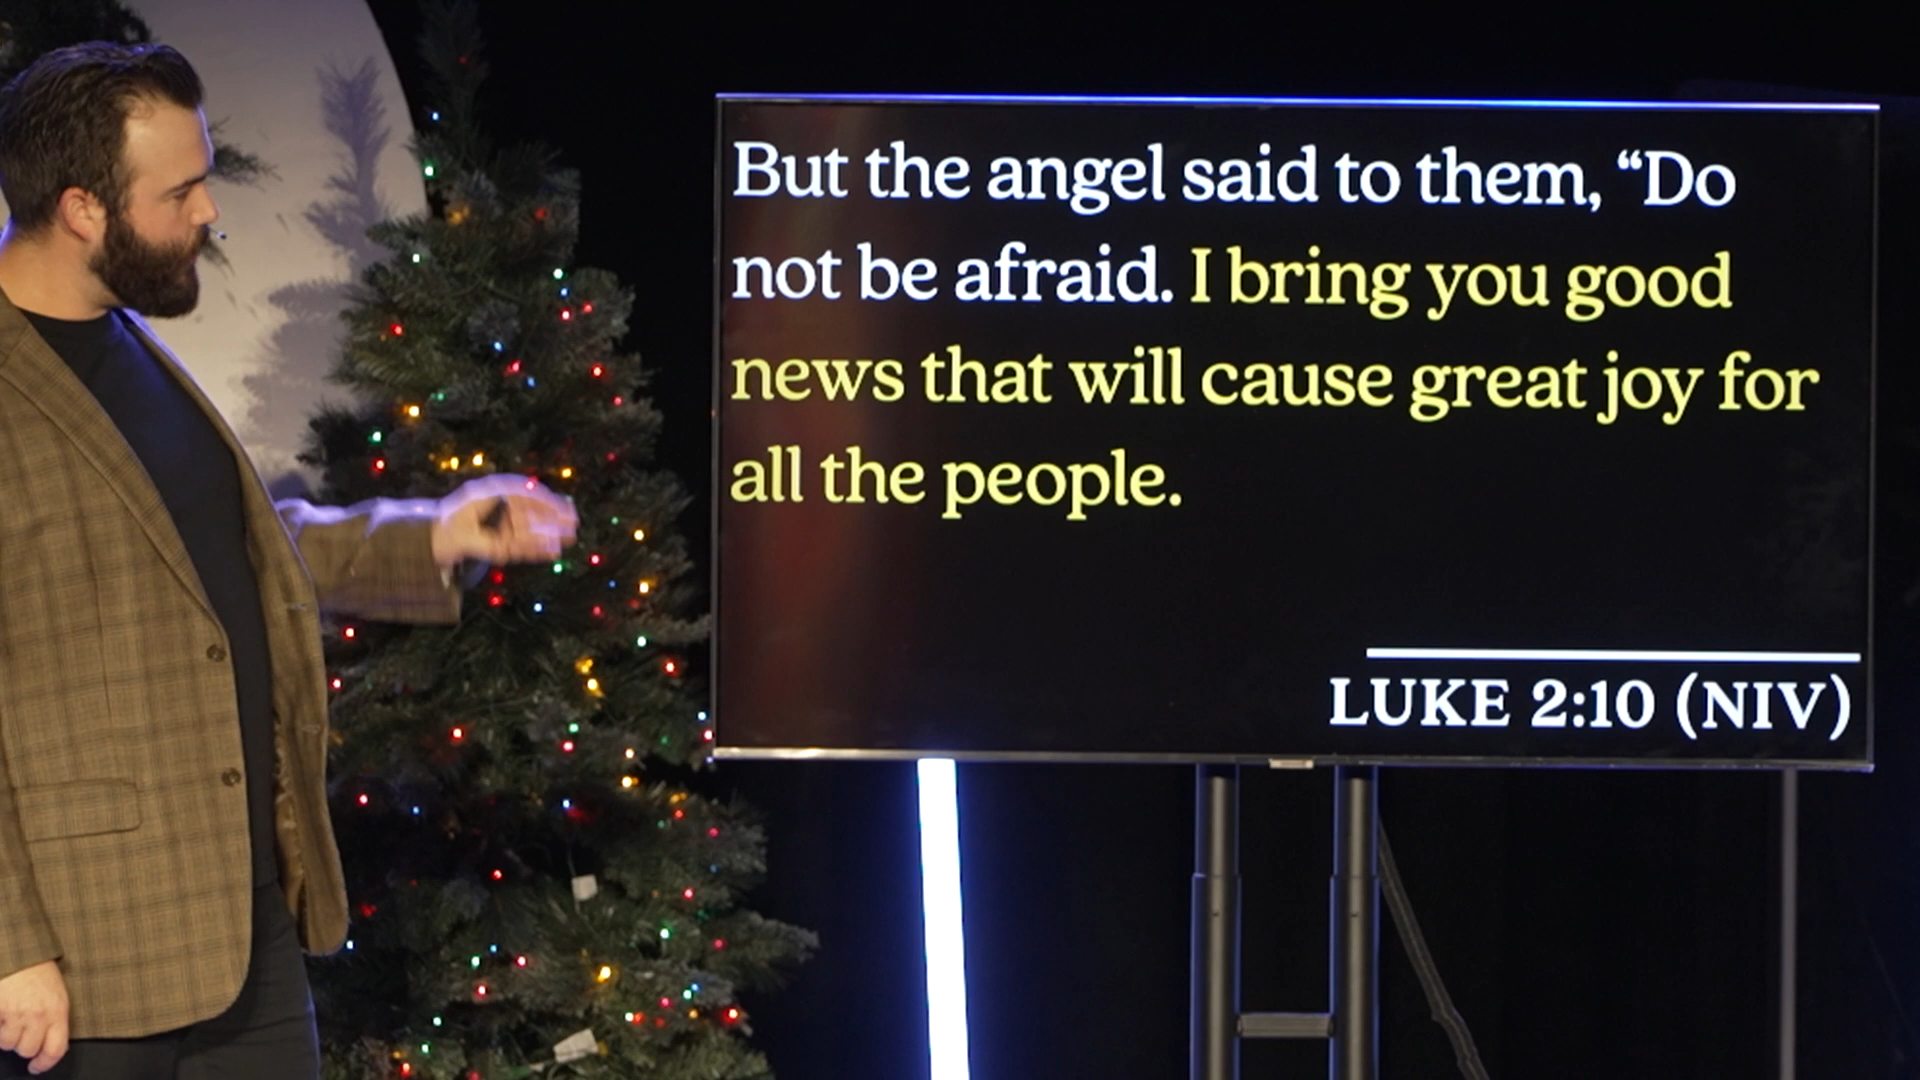 But the angel said to them, “Do
not be afraid. I bring you good
news that will cause great joy for
all the people.
LUKE 2:10 (NIV)